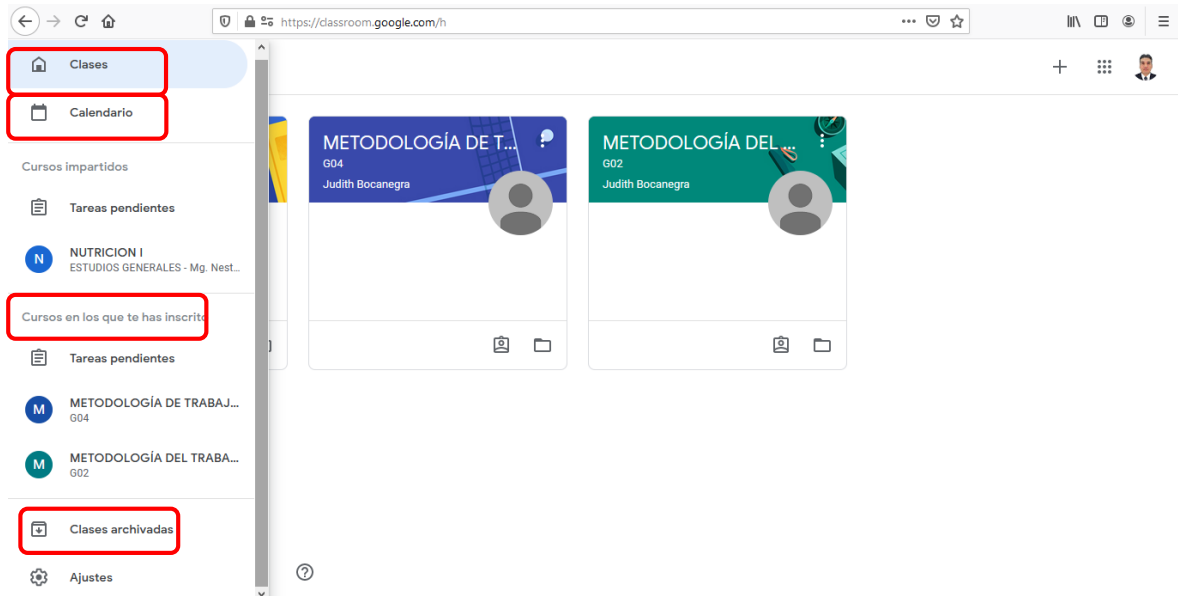 https://classroom.google.com/h
Clases
Calendario
Cursos impartidos
Tareas pendientes
N
NUTRICION I
ESTUDIOS GENERALES - Mg. Nest...
Cursos en los que te has inscrito
Tareas pendientes
M
METODOLOGÍA DE TRABAJ...
G04
M
METODOLOGÍA DEL TRABA...
G02
Clases archivadas
Ajustes
METODOLOGÍA DE T...
G04
Judith Bocanegra
METODOLOGÍA DEL ...
G02
Judith Bocanegra